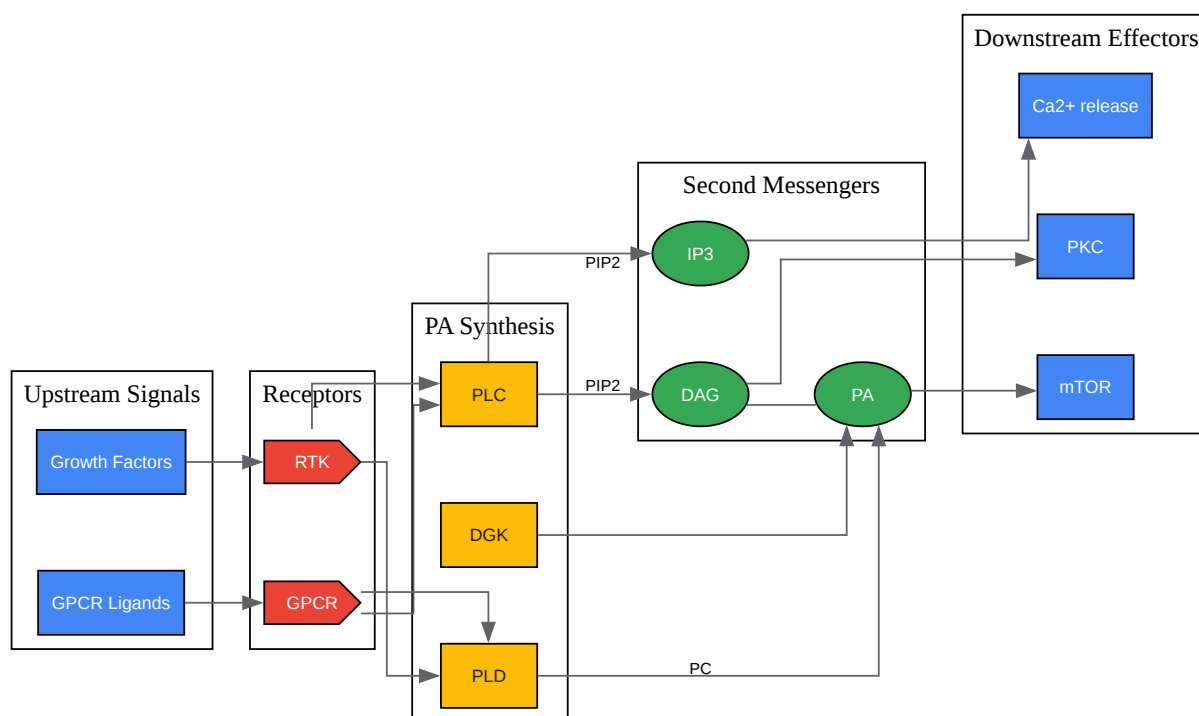 Downstream Effectors
Ca2+ release
Second Messengers
PKC
IP3
PIP2
PA Synthesis
Upstream Signals
Receptors
PLC
PIP2
DAG
PA
mTOR
Growth Factors
RTK
DGK
GPCR Ligands
GPCR
PLD
PC